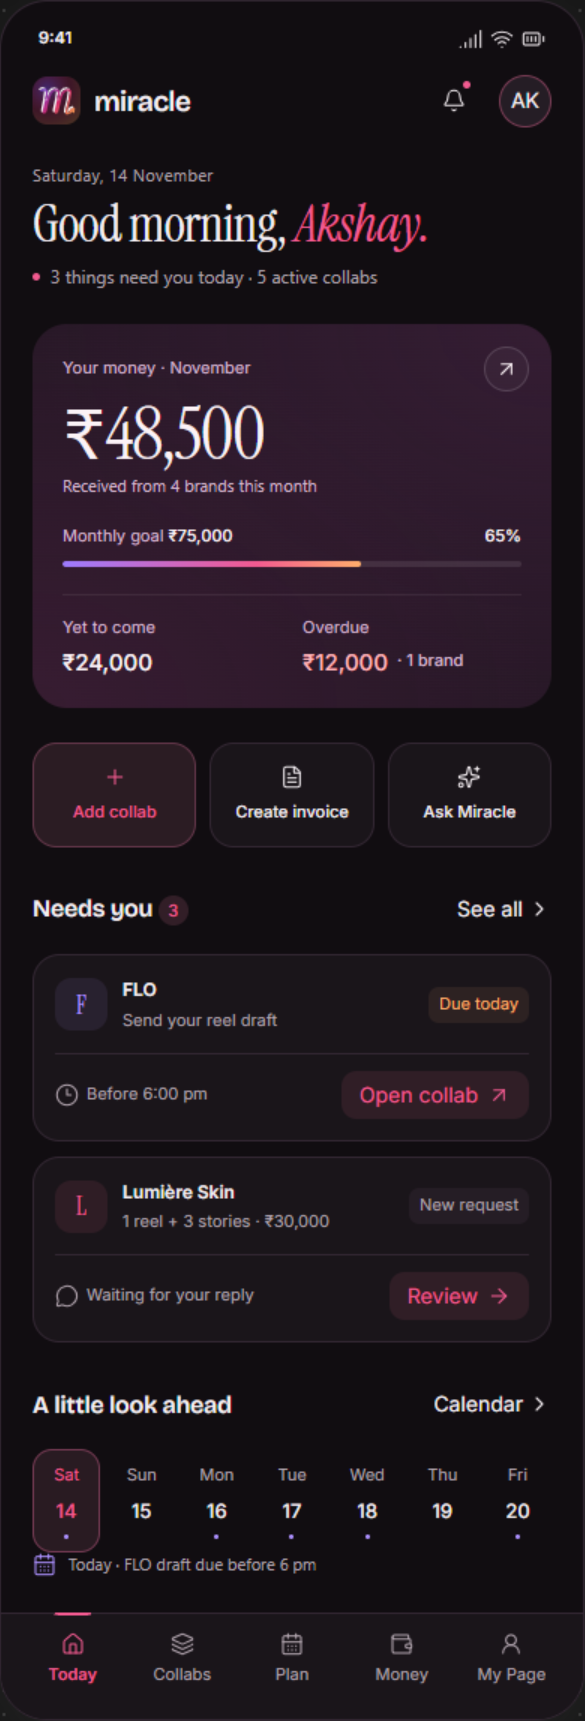 9:41
miracle
AK
Saturday, 14 November
Good morning, Akshay.
3 things need you today · 5 active collabs
Your money · November
₹48,500
Received from 4 brands this month
Monthly goal ₹75,000 65%
Yet to come Overdue
₹24,000 ₹12,000 · 1 brand
Add collab Create invoice Ask Miracle
Needs you 3 See all
F
FLO
Send your reel draft
Due today
Before 6:00 pm Open collab
L
Lumière Skin
1 reel + 3 stories · ₹30,000
New request
Waiting for your reply Review
A little look ahead Calendar
Sat Sun Mon Tue Wed Thu Fri
14 15 16 17 18 19 20
Today · FLO draft due before 6 pm
Today Collabs Plan Money My Page